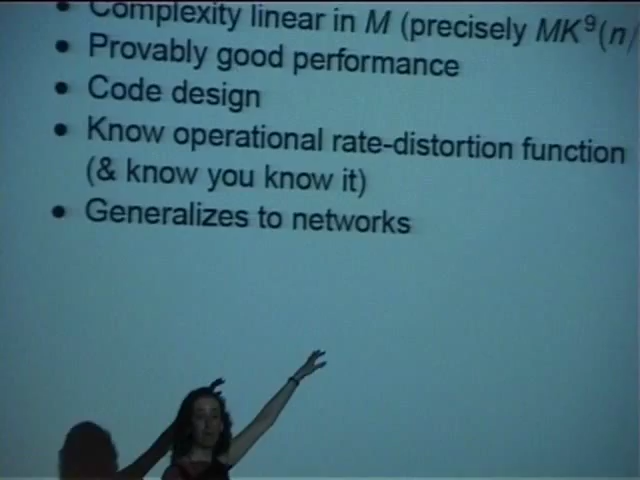 • Complexity linear in M (precisely MK⁹(n/
• Provably good performance
• Code design
• Know operational rate-distortion function
(& know you know it)
• Generalizes to networks